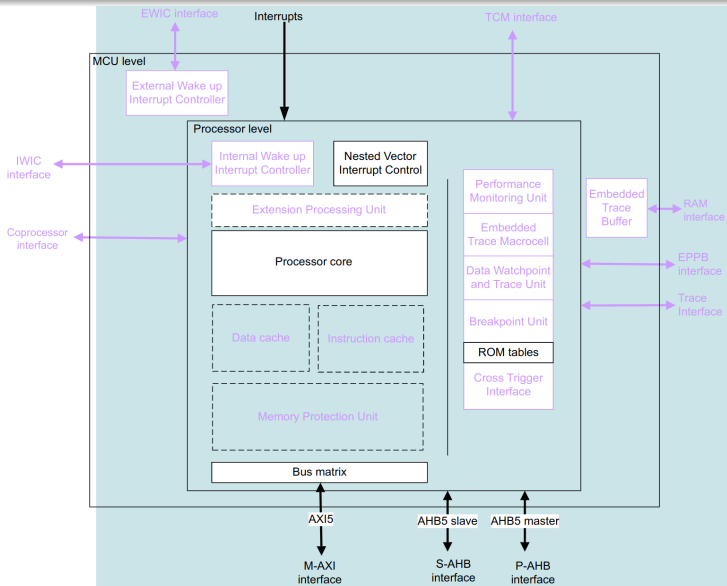 EWIC interface
Interrupts
TCM interface
MCU level
External Wake up
Interrupt Controller
Processor level
IWIC
interface
Internal Wake up
Interrupt Controller
Nested Vector
Interrupt Control
Performance
Monitoring Unit
Embedded
Trace
Buffer
RAM
interface
Extension Processing Unit
Coprocessor
interface
Embedded
Trace Macrocell
Processor core
EPPB
interface
Data Watchpoint
and Trace Unit
Trace
Interface
Data cache
Instruction cache
Breakpoint Unit
ROM tables
Cross Trigger
Interface
Memory Protection Unit
Bus matrix
AXI5
AHB5 slave
AHB5 master
M-AXI
interface
S-AHB
interface
P-AHB
interface